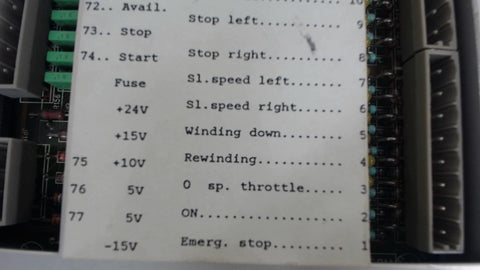 72.. Avail.
Stop left............. 9
73.. Stop
74.. Start Stop right.......... 8
Fuse Sl.speed left....... 7
+24V Sl.speed right...... 6
+15V Winding down........ 5
75 +10V Rewinding........... 4
76 5V O sp. throttle..... 3
77 5V ON.................. 2
-15V Emerg. stop......... 1